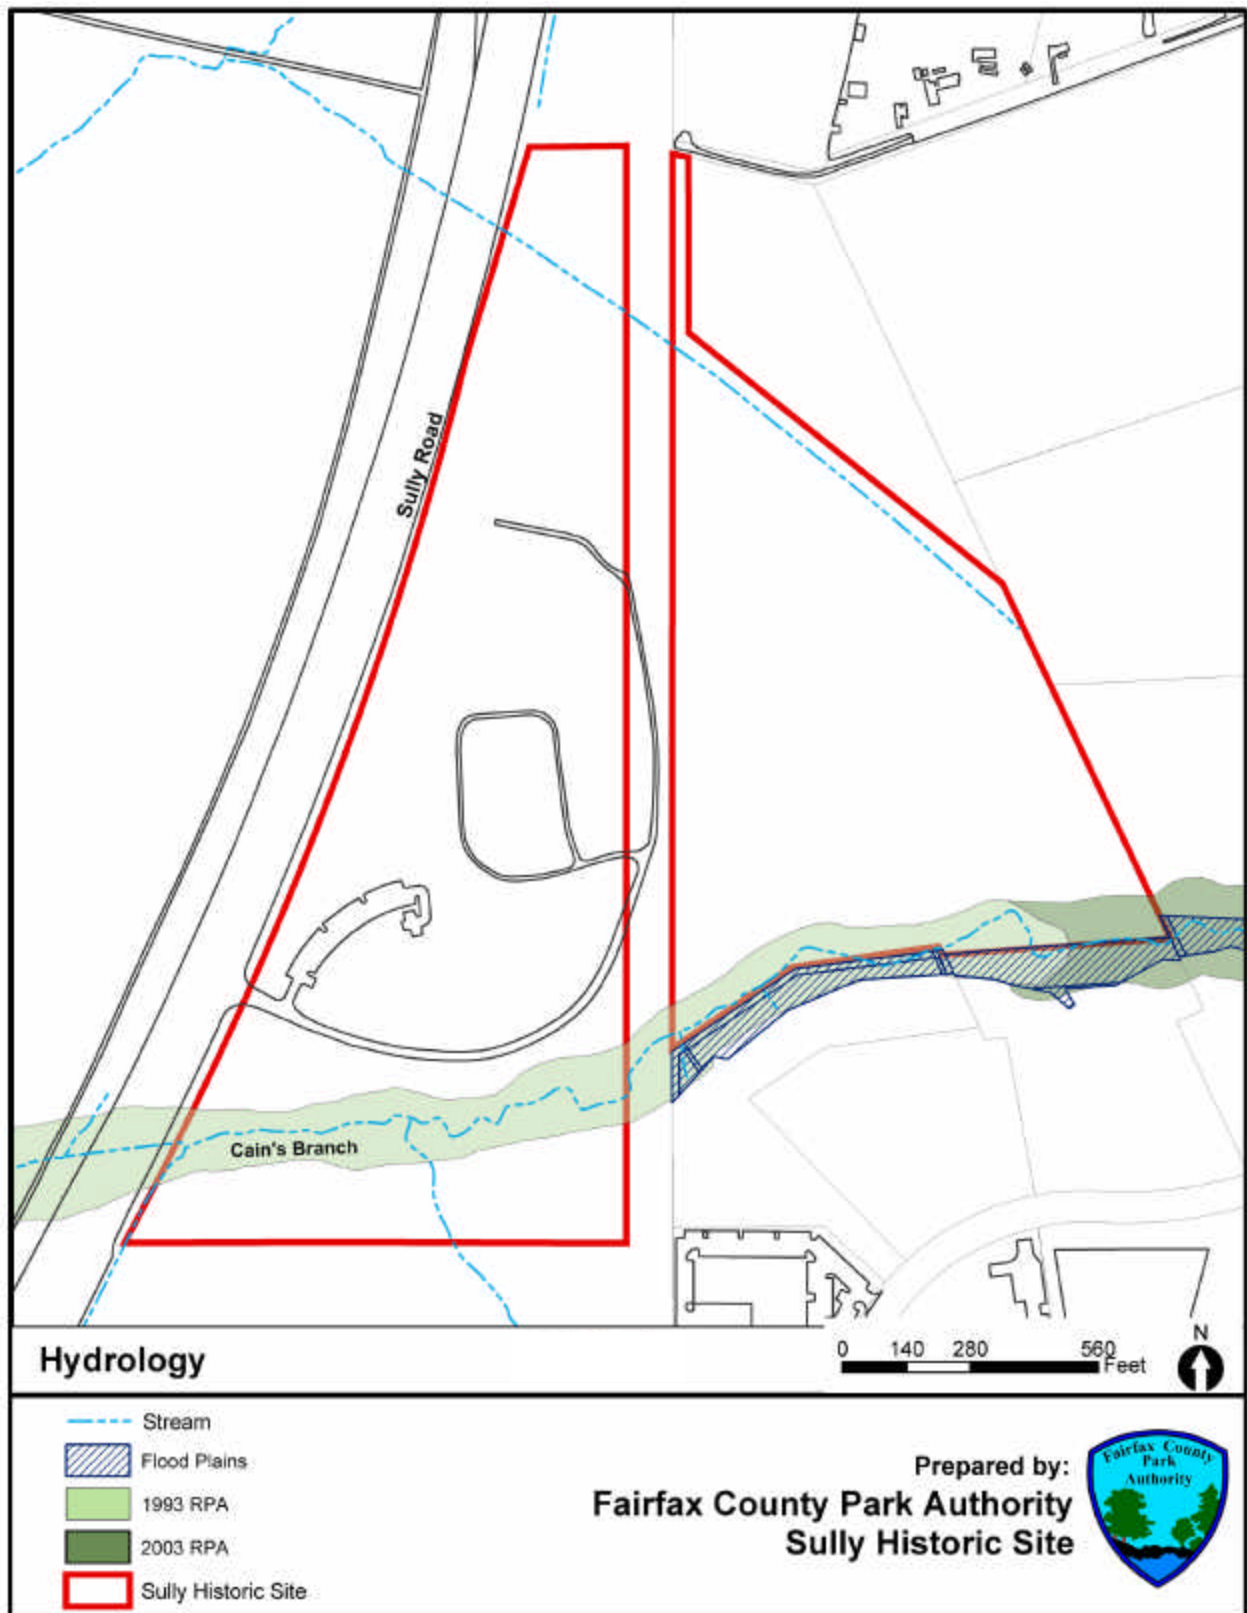 Sully Road
Cain's Branch
Hydrology
0 140 280 560
Feet
N
Stream
Flood Plains
1993 RPA
2003 RPA
Sully Historic Site
Prepared by:
Fairfax County Park Authority
Sully Historic Site
Fairfax County
Park
Authority